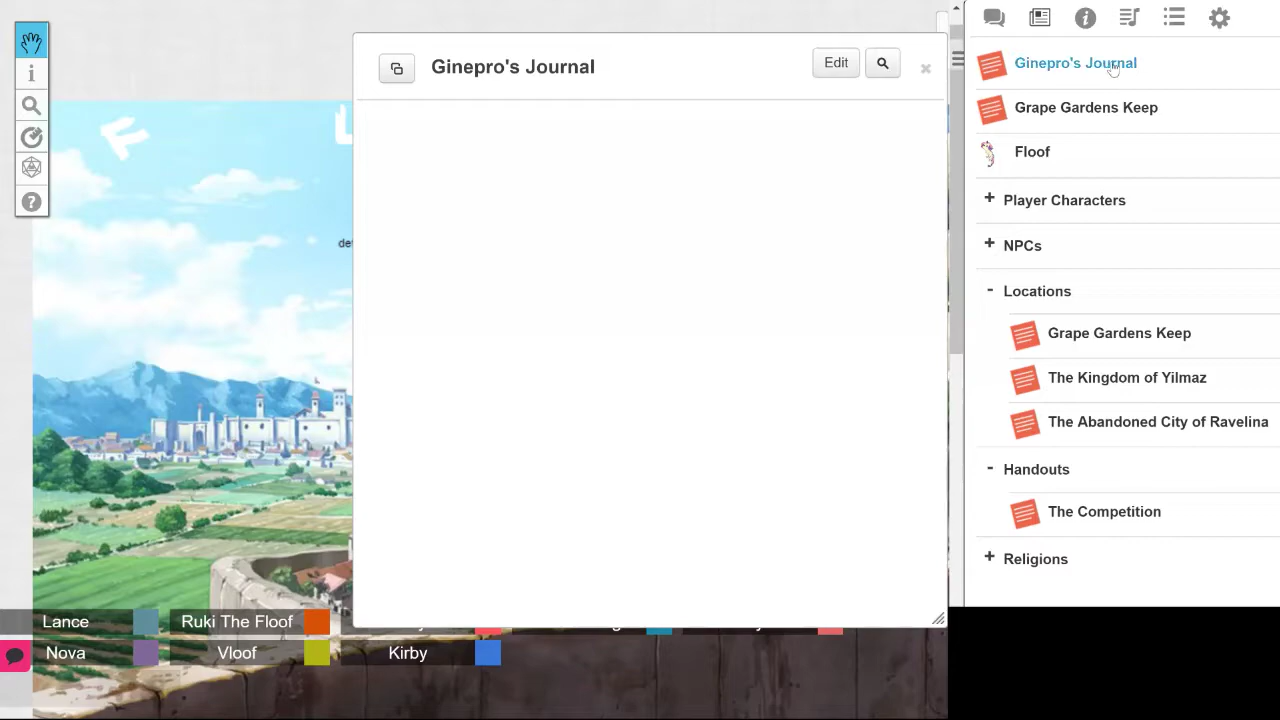 Ginepro's Journal
Edit
Ginepro's Journal
Grape Gardens Keep
Floof
+ Player Characters
+ NPCs
- Locations
Grape Gardens Keep
The Kingdom of Yilmaz
The Abandoned City of Ravelina
- Handouts
The Competition
+ Religions
Lance
Ruki The Floof
Nova
Vloof
Kirby